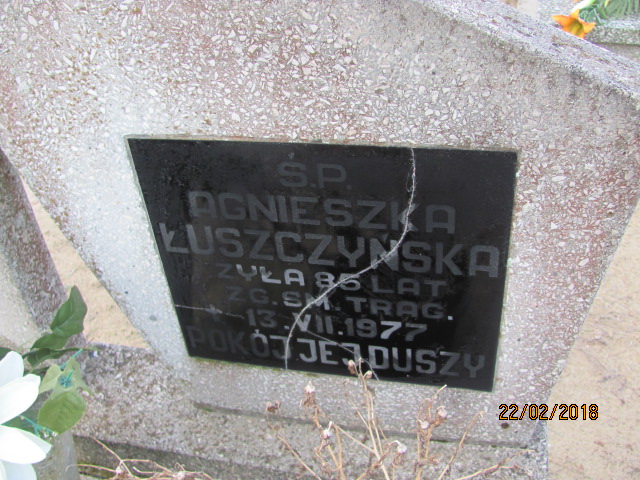 Ś.P.
AGNIESZKA
ŁUSZCZYŃSKA
ŻYŁA 85 LAT
ZG. ŚM. TRAG.
13.VII.1977
POKÓJ JEJ DUSZY
22/02/2018